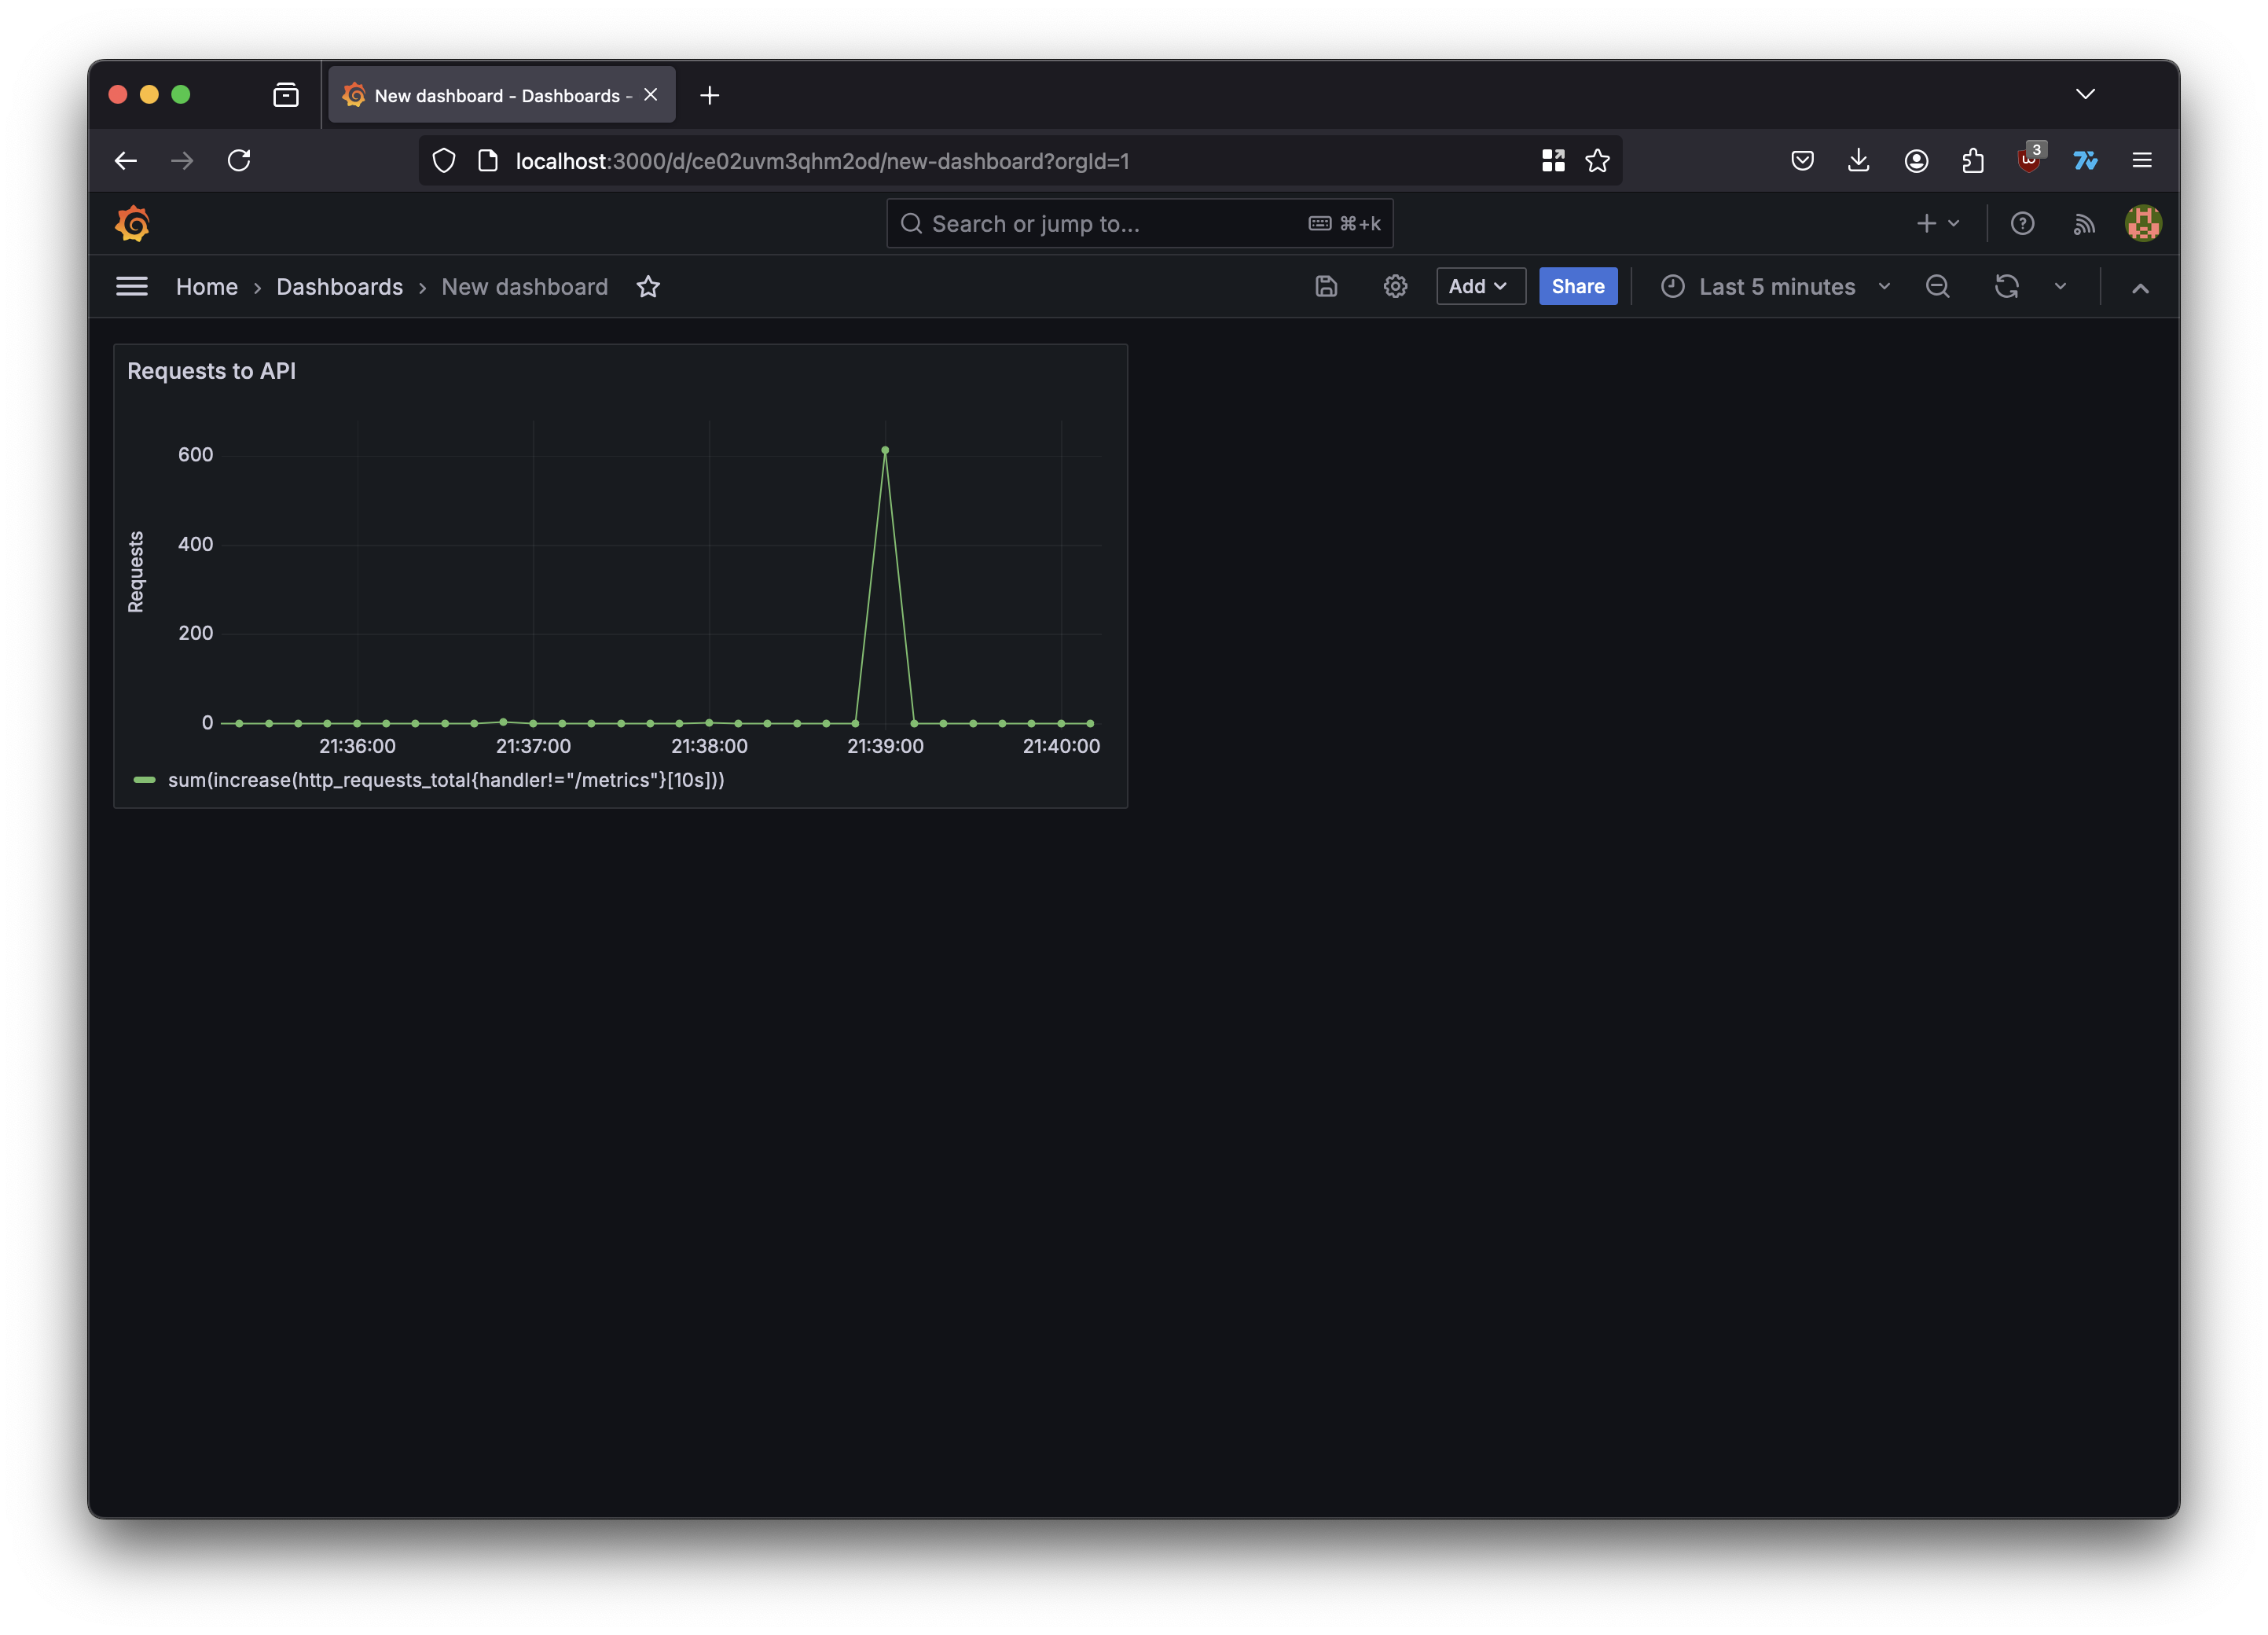 New dashboard - Dashboards -
localhost:3000/d/ce02uvm3qhm2od/new-dashboard?orgId=1
3
Search or jump to...
⌘+k
Home › Dashboards › New dashboard
Add
Share
Last 5 minutes
Requests to API
Requests
600
400
200
0
21:36:00
21:37:00
21:38:00
21:39:00
21:40:00
sum(increase(http_requests_total{handler!="/metrics"}[10s]))